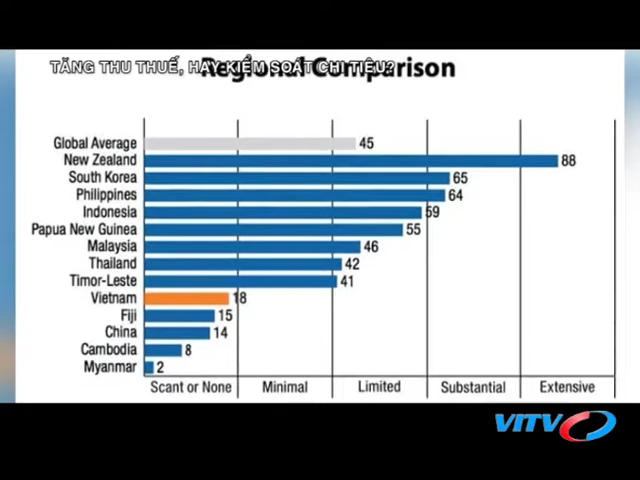 TĂNG THU THUẾ, HAY KIỂM SOÁT CHI TIÊU?
Regional Comparison
Global Average 45
New Zealand 88
South Korea 65
Philippines 64
Indonesia 59
Papua New Guinea 55
Malaysia 46
Thailand 42
Timor-Leste 41
Vietnam 18
Fiji 15
China 14
Cambodia 8
Myanmar 2
Scant or None Minimal Limited Substantial Extensive
VITV